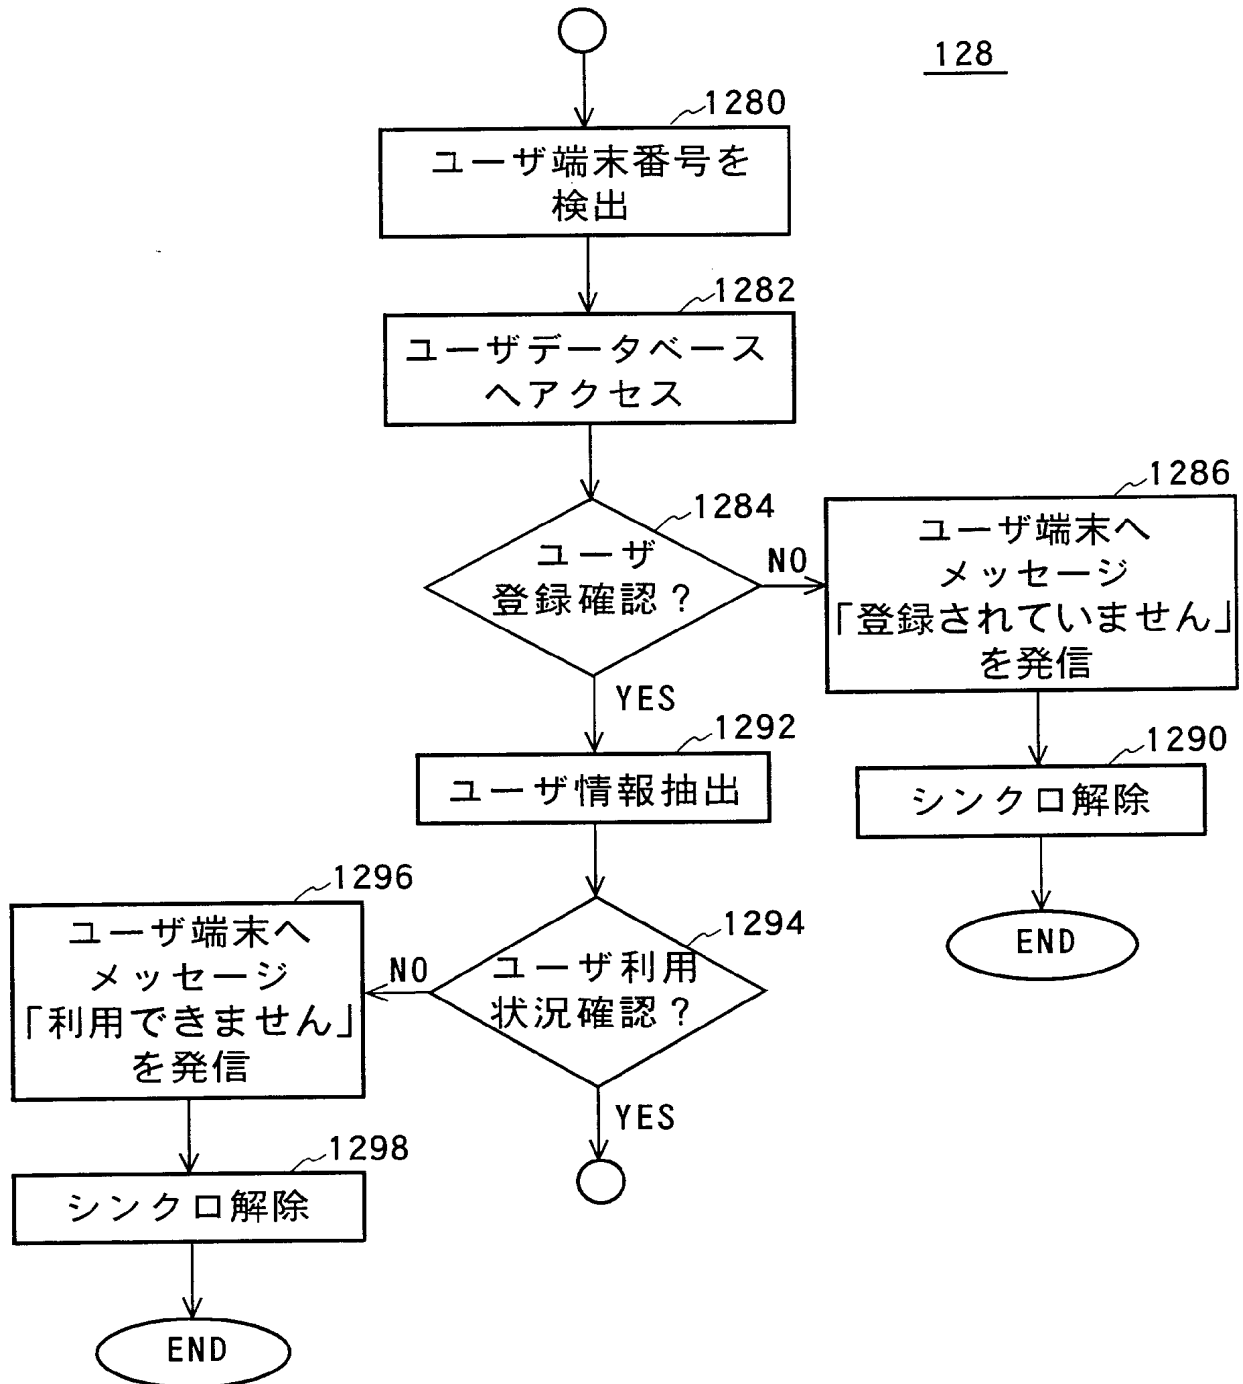 128
1280
ユーザ端末番号を
検出
1282
ユーザデータベース
へアクセス
1284
ユーザ
登録確認?
NO
YES
1286
ユーザ端末へ
メッセージ
「登録されていません」
を発信
1290
シンクロ解除
END
1292
ユーザ情報抽出
1294
ユーザ利用
状況確認?
NO
YES
1296
ユーザ端末へ
メッセージ
「利用できません」
を発信
1298
シンクロ解除
END